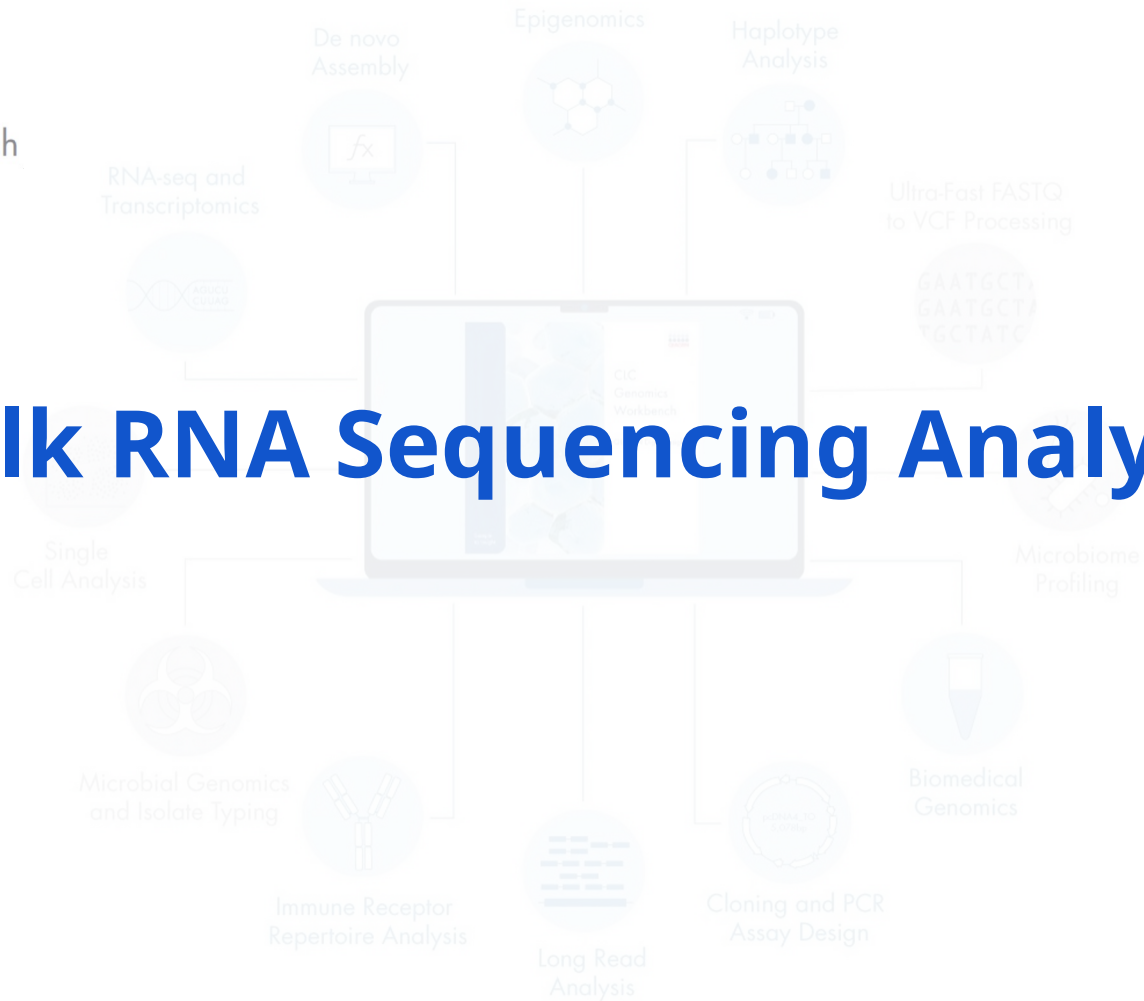 Epigenomics
De novo
Assembly
Haplotype
Analysis
h
RNA-seq and
Transcriptomics
Ultra-Fast FASTQ
to VCF Processing
fx
GAATGCT
GAATGCTA
TGCTATC
CLC
Genomics
Workbench
lk RNA Sequencing Analy
Single
Cell Analysis
Microbiome
Profiling
Microbial Genomics
and Isolate Typing
Biomedical
Genomics
Immune Receptor
Repertoire Analysis
Cloning and PCR
Assay Design
Long Read
Analysis